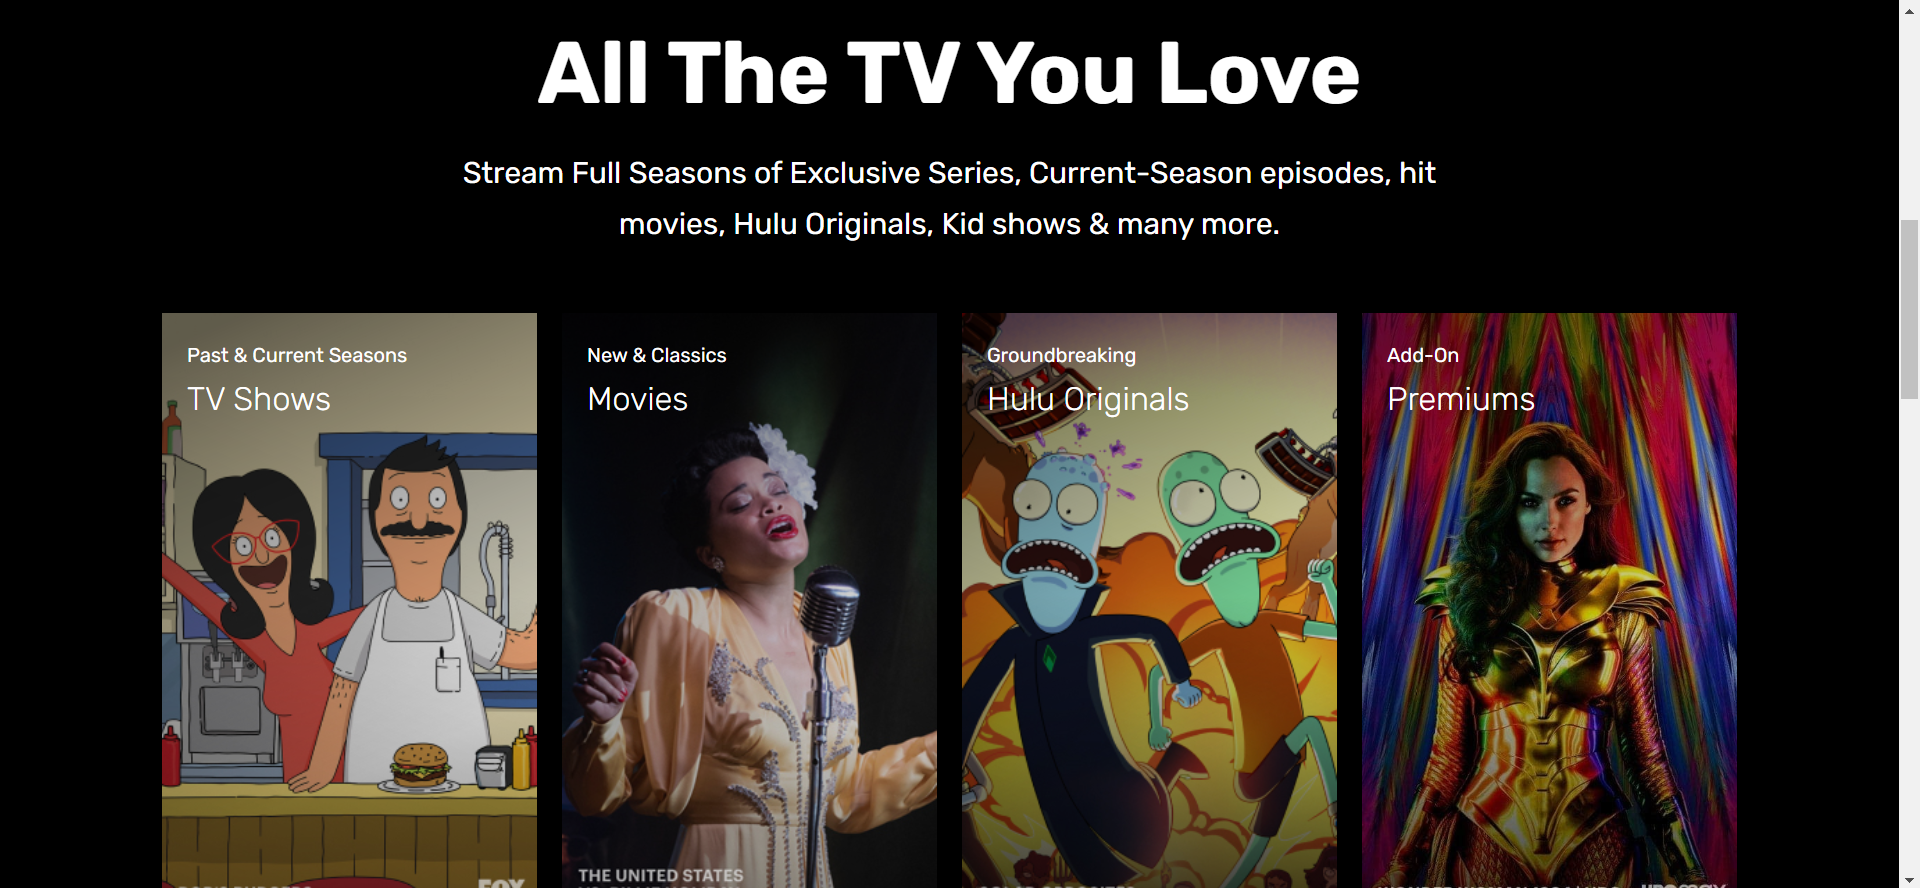 All The TV You Love
Stream Full Seasons of Exclusive Series, Current-Season episodes, hit
movies, Hulu Originals, Kid shows & many more.
Past & Current Seasons
TV Shows
New & Classics
Movies
THE UNITED STATES
Groundbreaking
Hulu Originals
Add-On
Premiums
FOX